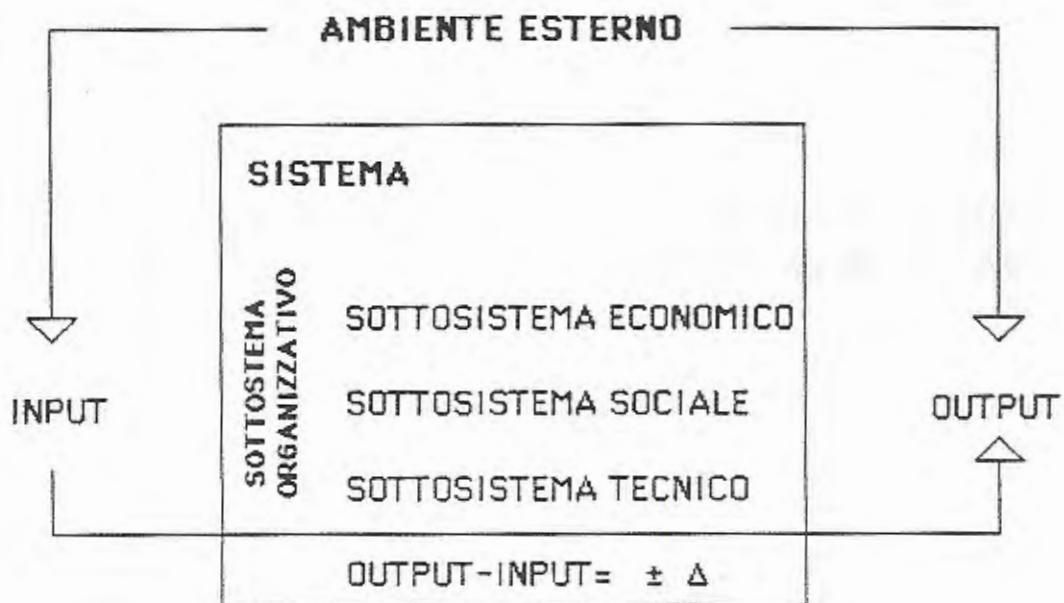 AMBIENTE ESTERNO
SISTEMA
SOTTOSTEMA
ORGANIZZATIVO
SOTTOSISTEMA ECONOMICO
SOTTOSISTEMA SOCIALE
SOTTOSISTEMA TECNICO
INPUT
OUTPUT
OUTPUT-INPUT= ± Δ